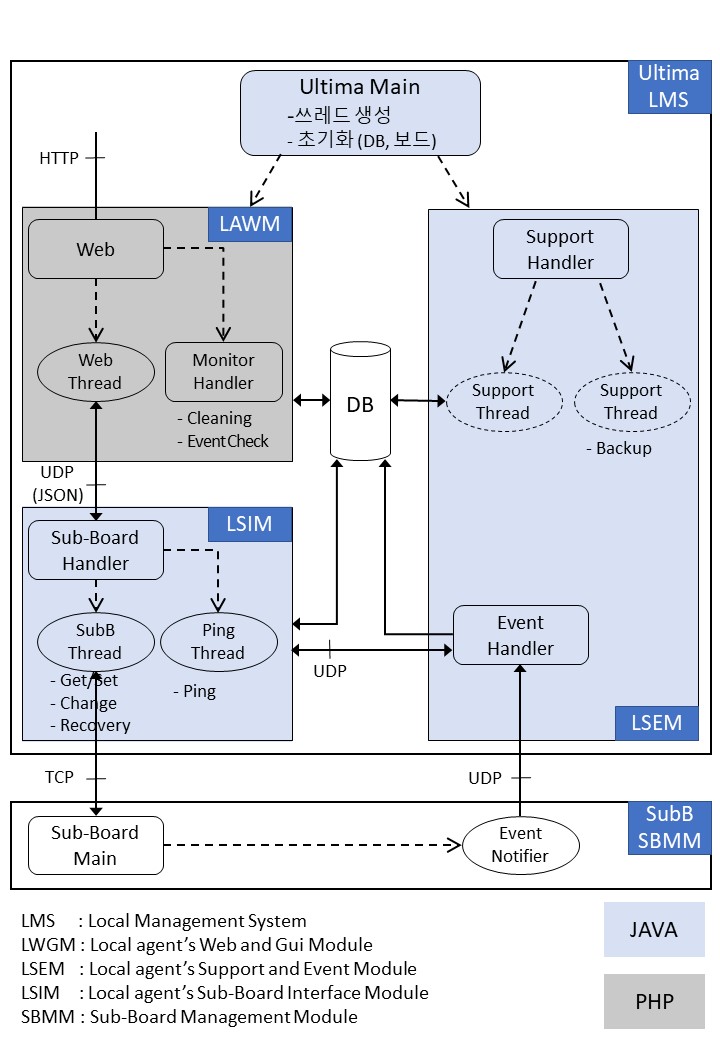 Ultima
LMS
Ultima Main
-쓰레드 생성
- 초기화 (DB, 보드)
HTTP
LAWM
Web
Web
Thread
Monitor
Handler
- Cleaning
- EventCheck
DB
Support
Handler
Support
Thread
Support
Thread
- Backup
UDP
(JSON)
LSIM
Sub-Board
Handler
SubB
Thread
- Get/Set
- Change
- Recovery
Ping
Thread
- Ping
UDP
Event
Handler
LSEM
TCP
UDP
SubB
SBMM
Sub-Board
Main
Event
Notifier
LMS : Local Management System
LWGM : Local agent's Web and Gui Module
LSEM : Local agent's Support and Event Module
LSIM : Local agent's Sub-Board Interface Module
SBMM : Sub-Board Management Module
JAVA
PHP